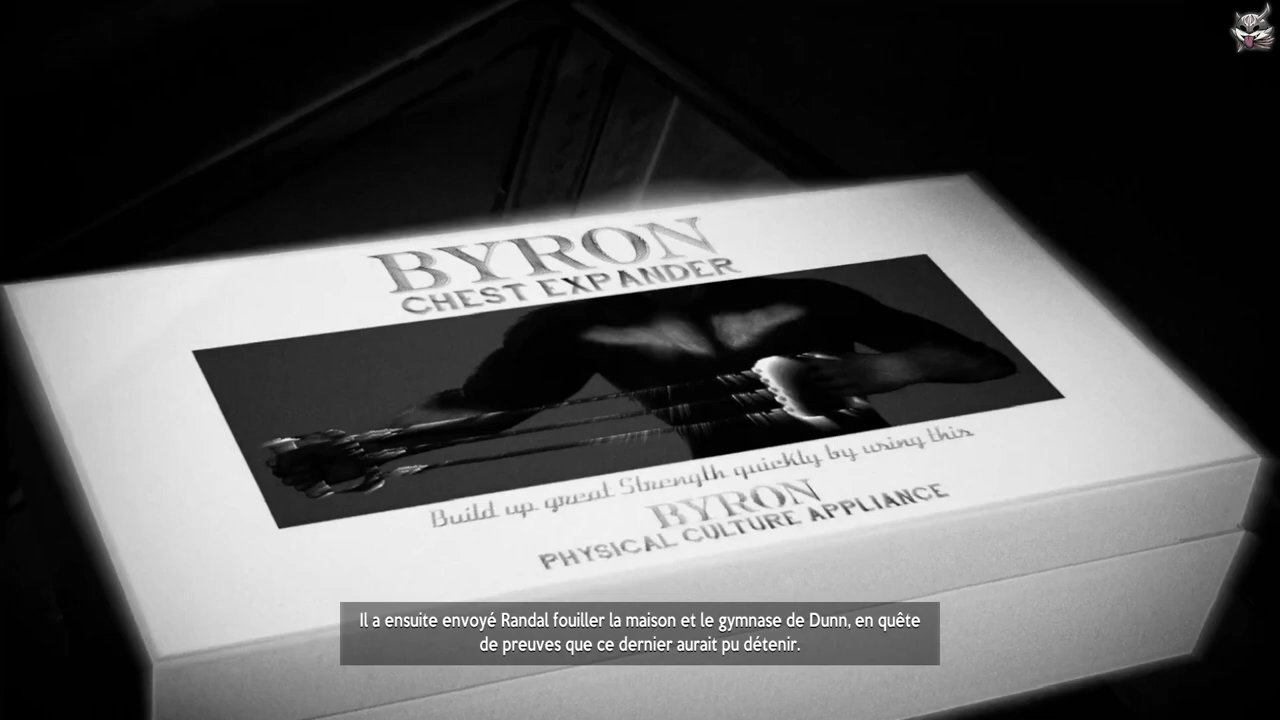 BYRON
CHEST EXPANDER
Build up great Strength quickly by using this
BYRON
PHYSICAL CULTURE APPLIANCE
Il a ensuite envoyé Randal fouiller la maison et le gymnase de Dunn, en quête
de preuves que ce dernier aurait pu détenir.